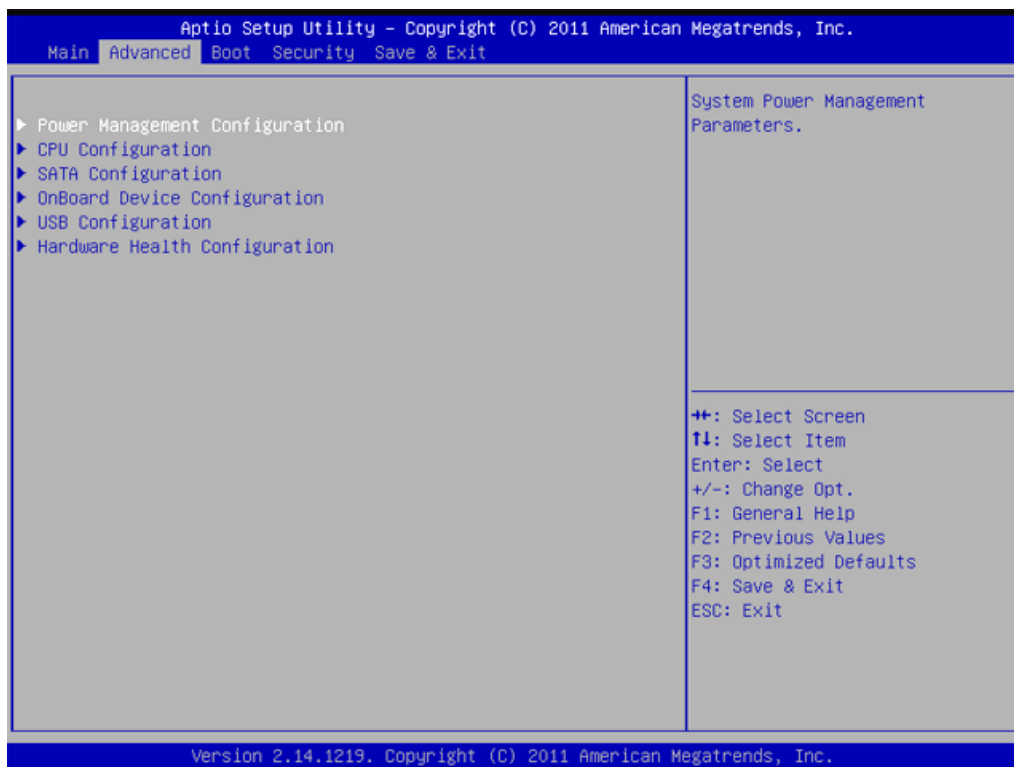 Aptio Setup Utility – Copyright (C) 2011 American Megatrends, Inc.
Main Advanced Boot Security Save & Exit
Power Management Configuration
CPU Configuration
SATA Configuration
OnBoard Device Configuration
USB Configuration
Hardware Health Configuration
System Power Management
Parameters.
→←: Select Screen
↑↓: Select Item
Enter: Select
+/-: Change Opt.
F1: General Help
F2: Previous Values
F3: Optimized Defaults
F4: Save & Exit
ESC: Exit
Version 2.14.1219. Copyright (C) 2011 American Megatrends, Inc.